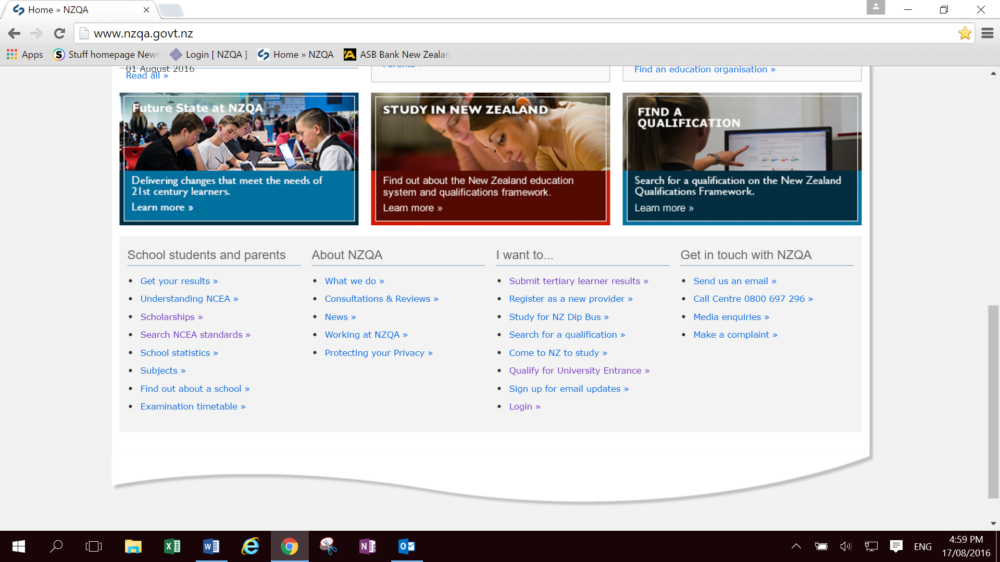 Home » NZQA
www.nzqa.govt.nz
Apps
Stuff homepage News
Login [ NZQA ]
Home » NZQA
ASB Bank New Zealan
01 August 2016
Read all »
Parents »
Find an education organisation »
Future State at NZQA
Delivering changes that meet the needs of
21st century learners.
Learn more »
STUDY IN NEW ZEALAND
Find out about the New Zealand education
system and qualifications framework.
Learn more »
FIND A
QUALIFICATION
Search for a qualification on the New Zealand
Qualifications Framework.
Learn more »
School students and parents
Get your results »
Understanding NCEA »
Scholarships »
Search NCEA standards »
School statistics »
Subjects »
Find out about a school »
Examination timetable »
About NZQA
What we do »
Consultations & Reviews »
News »
Working at NZQA »
Protecting your Privacy »
I want to...
Submit tertiary learner results »
Register as a new provider »
Study for NZ Dip Bus »
Search for a qualification »
Come to NZ to study »
Qualify for University Entrance »
Sign up for email updates »
Login »
Get in touch with NZQA
Send us an email »
Call Centre 0800 697 296 »
Media enquiries »
Make a complaint »
ENG
4:59 PM
17/08/2016